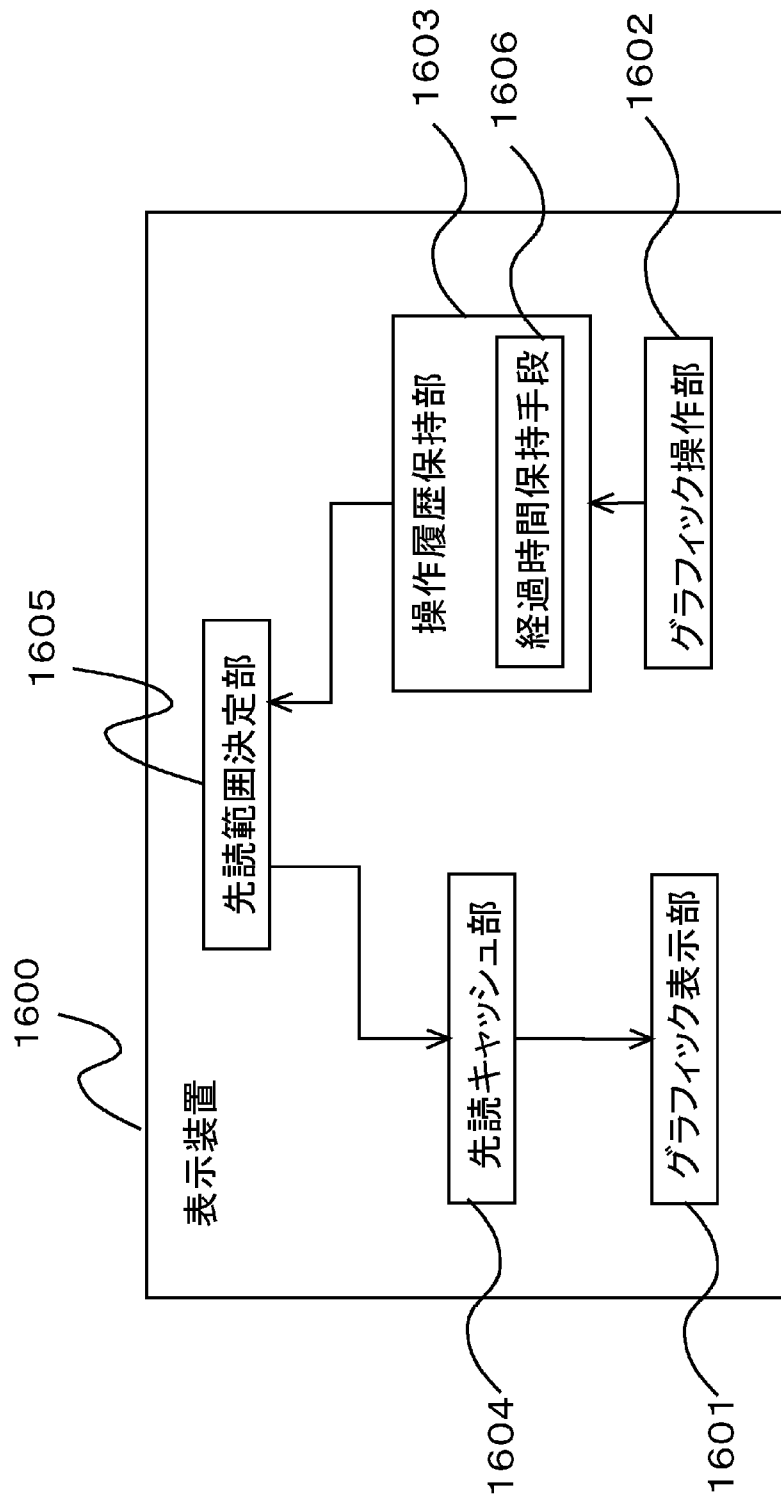 1600
表示装置
1605
先読範囲決定部
操作履歴保持部
1603
経過時間保持手段
1606
先読キャッシュ部
1604
グラフィック操作部
1602
グラフィック表示部
1601